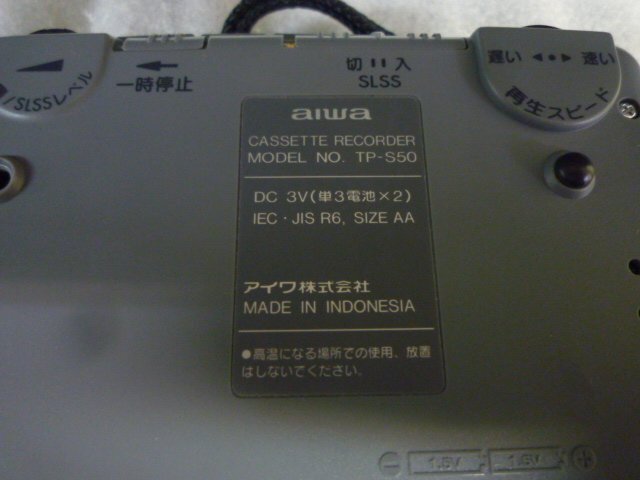 /SLSSレベル
一時停止
切 入
SLSS
遅い ◀●▶ 速い
再生スピード
aiwa
CASSETTE RECORDER
MODEL NO. TP-S50
DC 3V(単3電池×2)
IEC・JIS R6, SIZE AA
アイワ株式会社
MADE IN INDONESIA
●高温になる場所での使用、放置
はしないでください。
⊖ 1.5V 1.5V ⊕